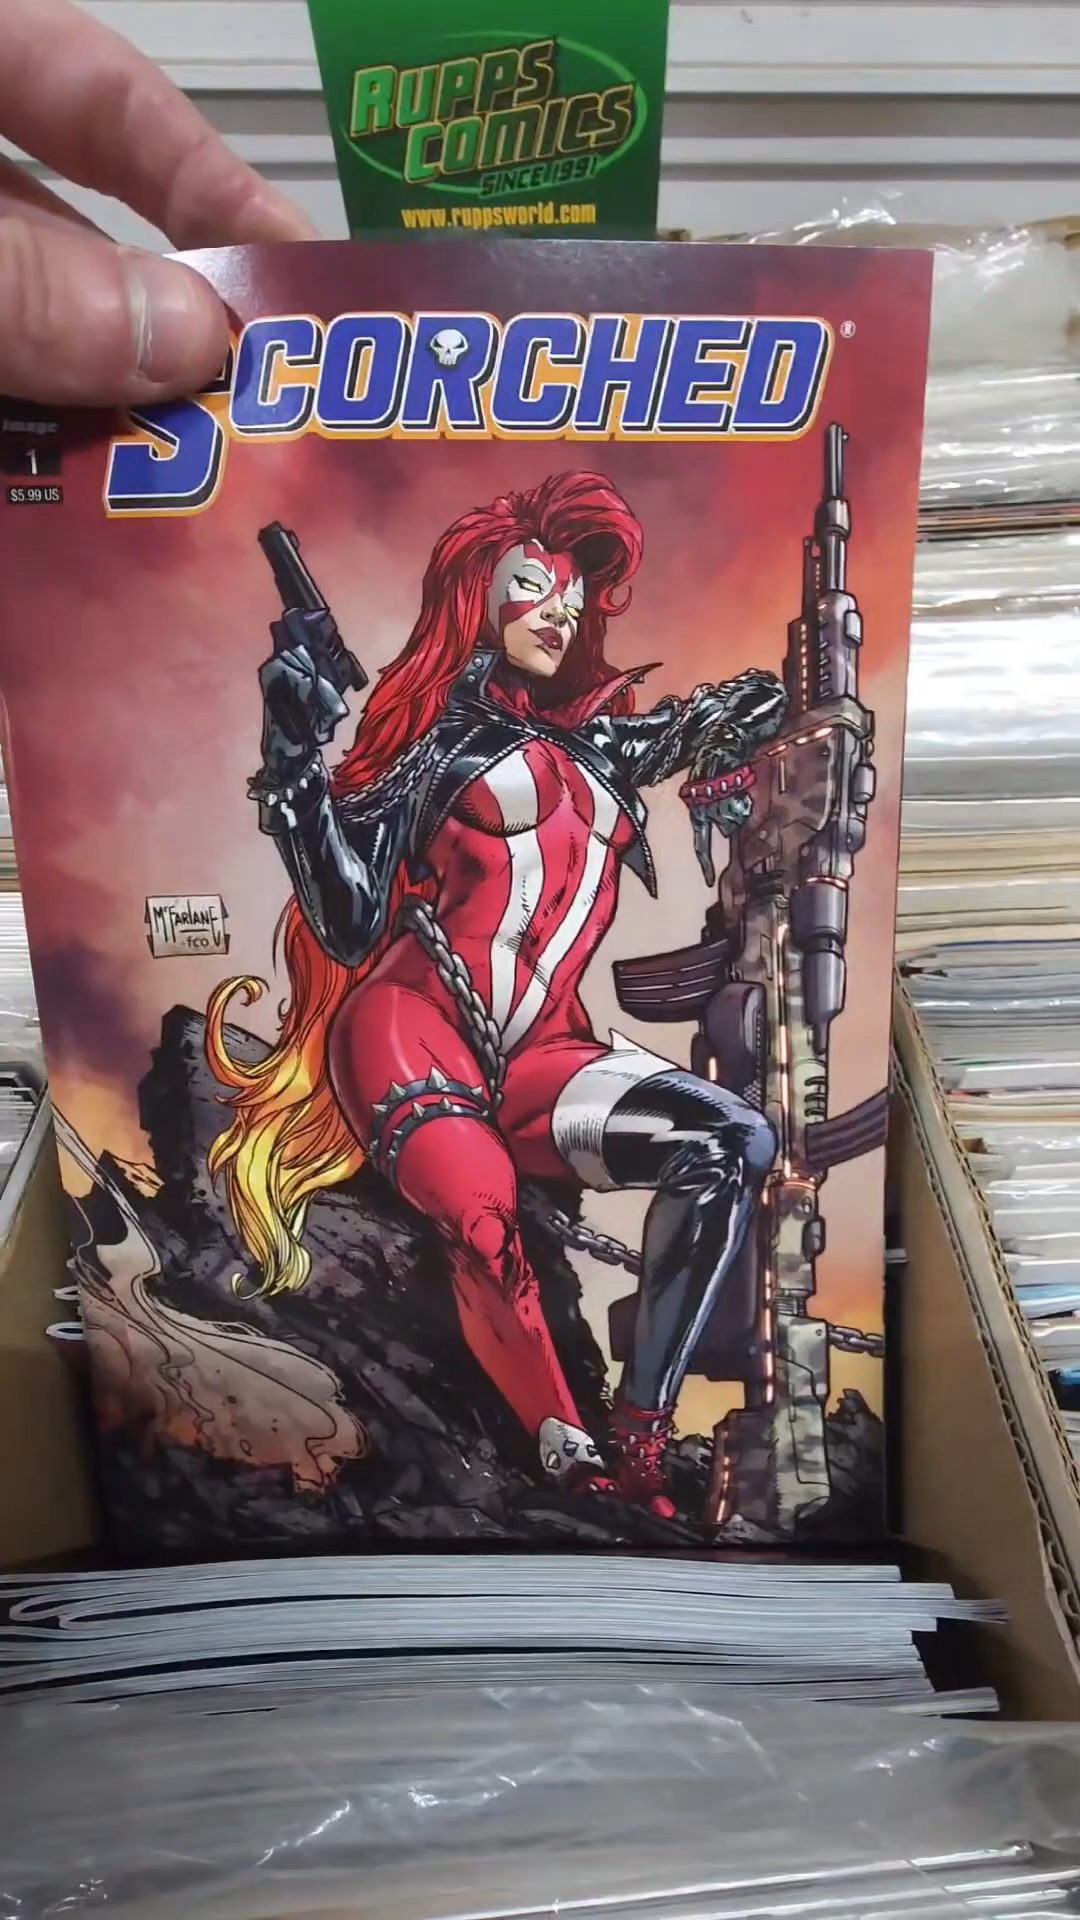 RUPPS
COMICS
SINCE 1991
www.ruppsworld.com
SCORCHED®
image
1
$5.99 US
McFARLANE
-fco